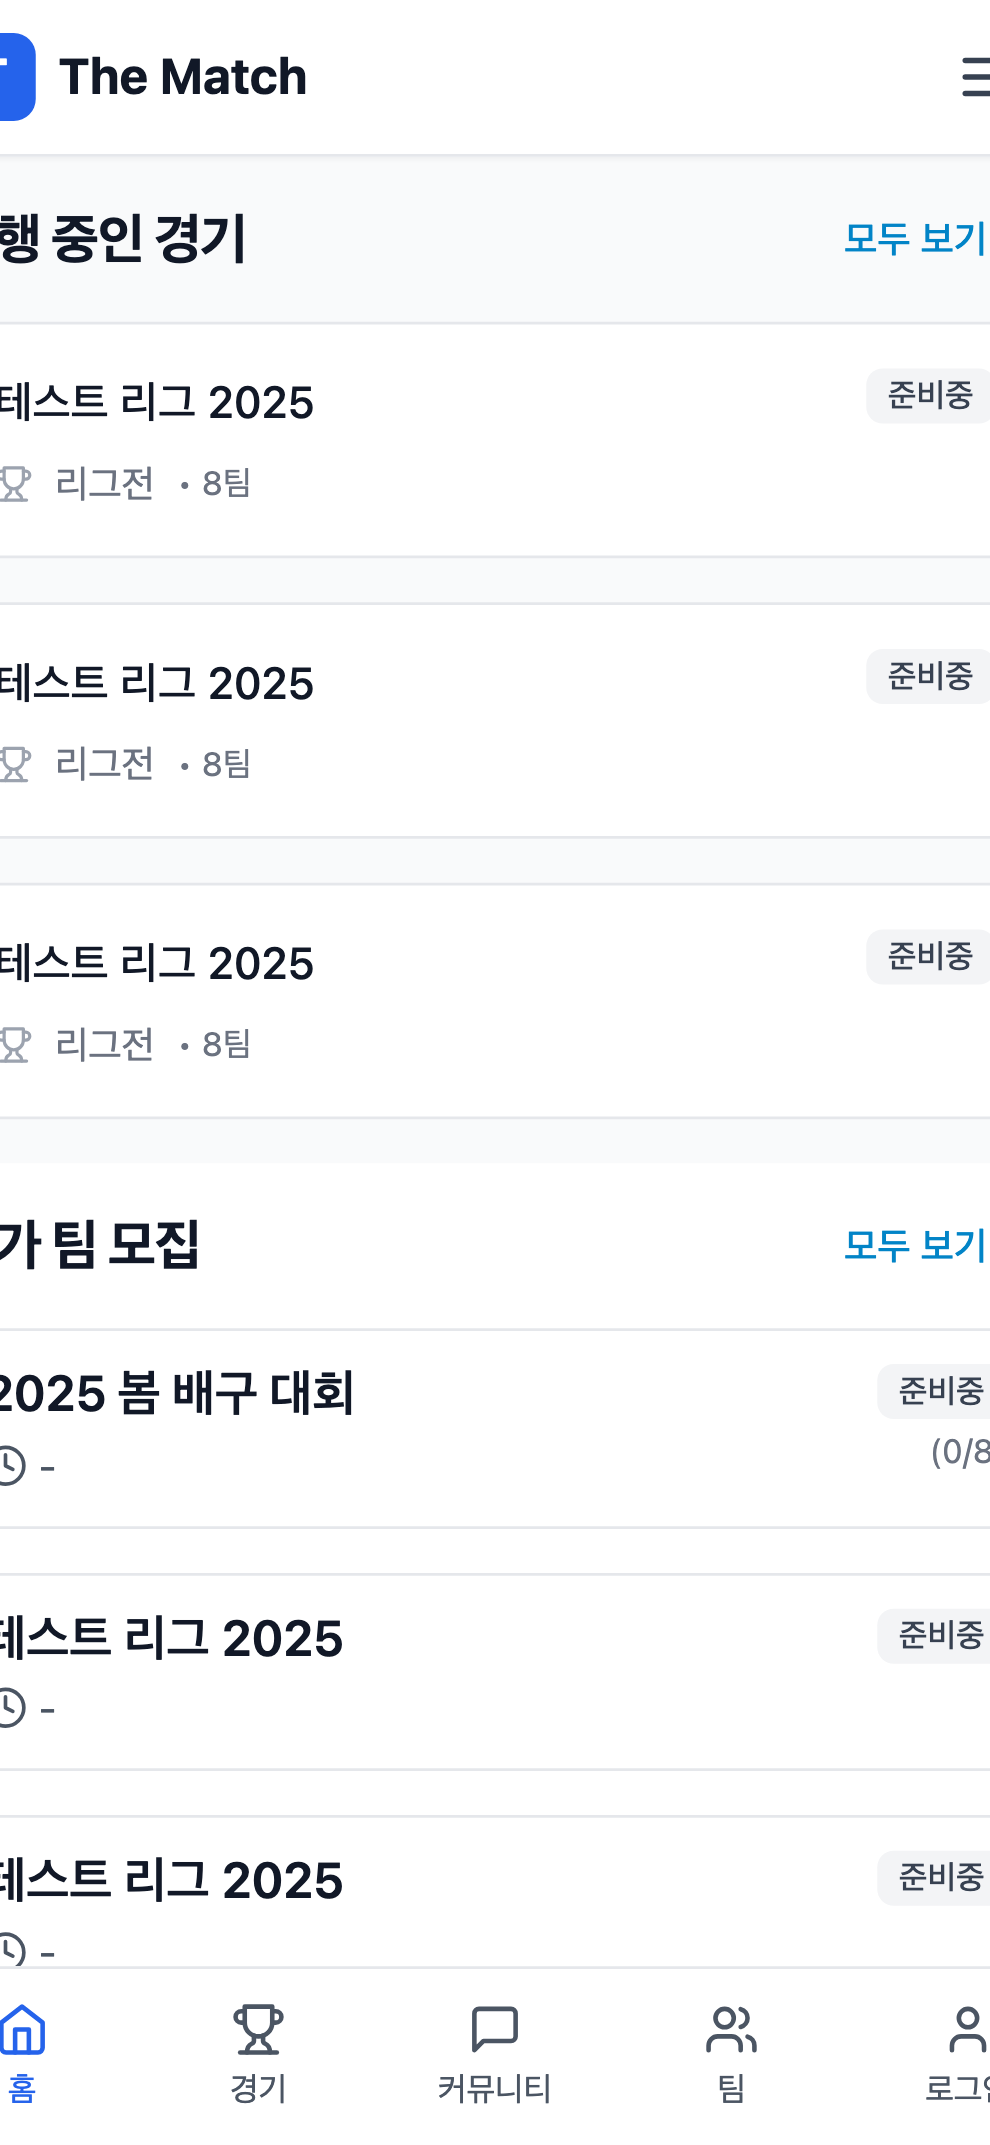 The Match
행 중인 경기
모두 보기
테스트 리그 2025
준비중
리그전 • 8팀
테스트 리그 2025
준비중
리그전 • 8팀
테스트 리그 2025
준비중
리그전 • 8팀
가 팀 모집
모두 보기
2025 봄 배구 대회
준비중
(0/8
-
테스트 리그 2025
준비중
-
테스트 리그 2025
준비중
-
홈
경기
커뮤니티
팀
로그